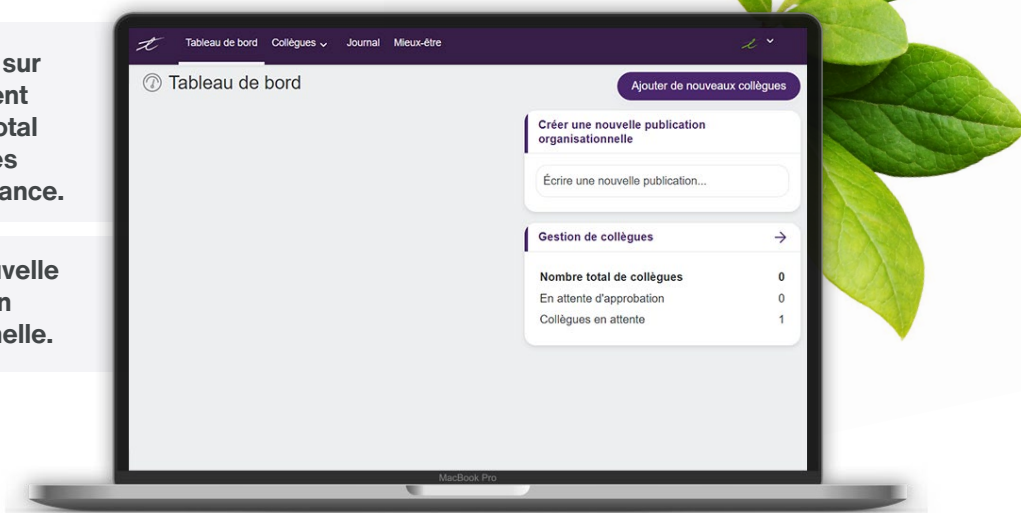 sur
ent
otal
es
ance.
uvelle
n
nelle.
Tableau de bord Collègues Journal Mieux-être
Tableau de bord
Ajouter de nouveaux collègues
Créer une nouvelle publication
organisationnelle
Écrire une nouvelle publication...
Gestion de collègues
Nombre total de collègues 0
En attente d'approbation 0
Collègues en attente 1
MacBook Pro